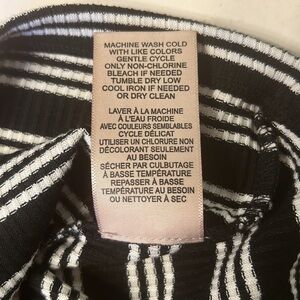 MACHINE WASH COLD
WITH LIKE COLORS
GENTLE CYCLE
ONLY NON-CHLORINE
BLEACH IF NEEDED
TUMBLE DRY LOW
COOL IRON IF NEEDED
OR DRY CLEAN
LAVER À LA MACHINE
À L'EAU FROIDE
AVEC COULEURS SEMILABLES
CYCLE DÉLICAT
UTILISER UN CHLORURE NON
DÉCOLORANT SEULEMENT
AU BESOIN
SÉCHER PAR CULBUTAGE
À BASSE TEMPÉRATURE
REPASSER À BASSE
TEMPÉRATURE AU BESOIN
OU NETTOYER À SEC